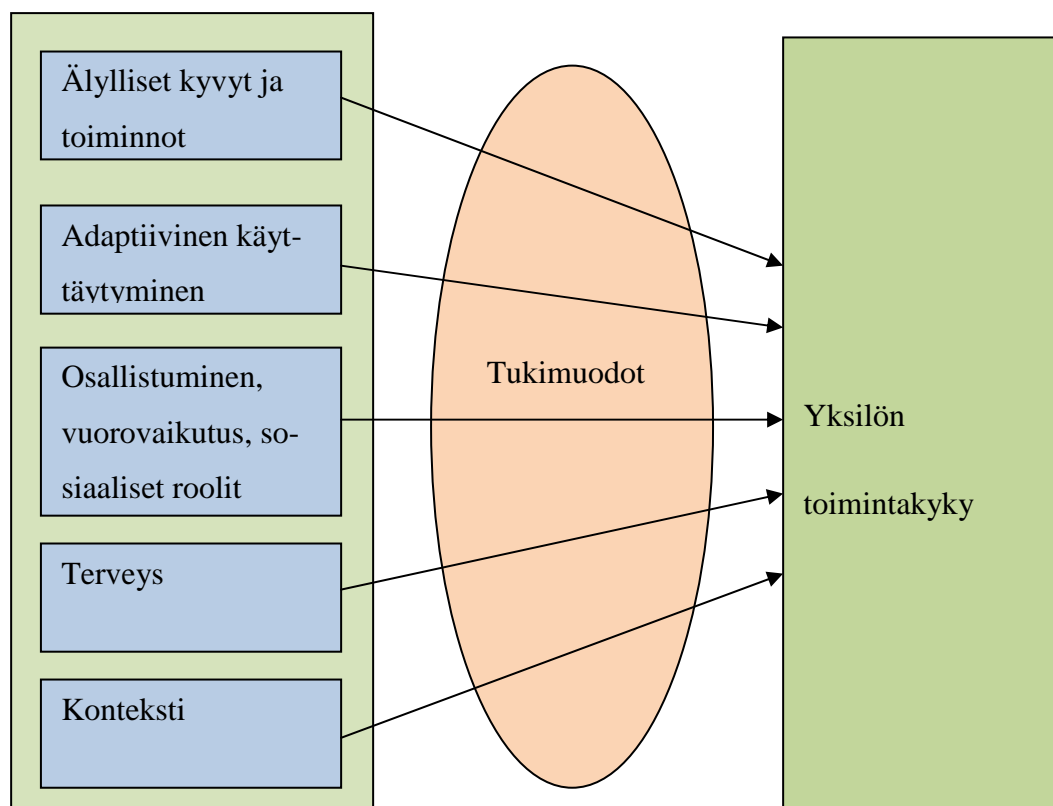 Älylliset kyvyt ja
toiminnot
Adaptiivinen käyt-
täytyminen
Osallistuminen,
vuorovaikutus, so-
siaaliset roolit
Terveys
Konteksti
Tukimuodot
Yksilön
toimintakyky